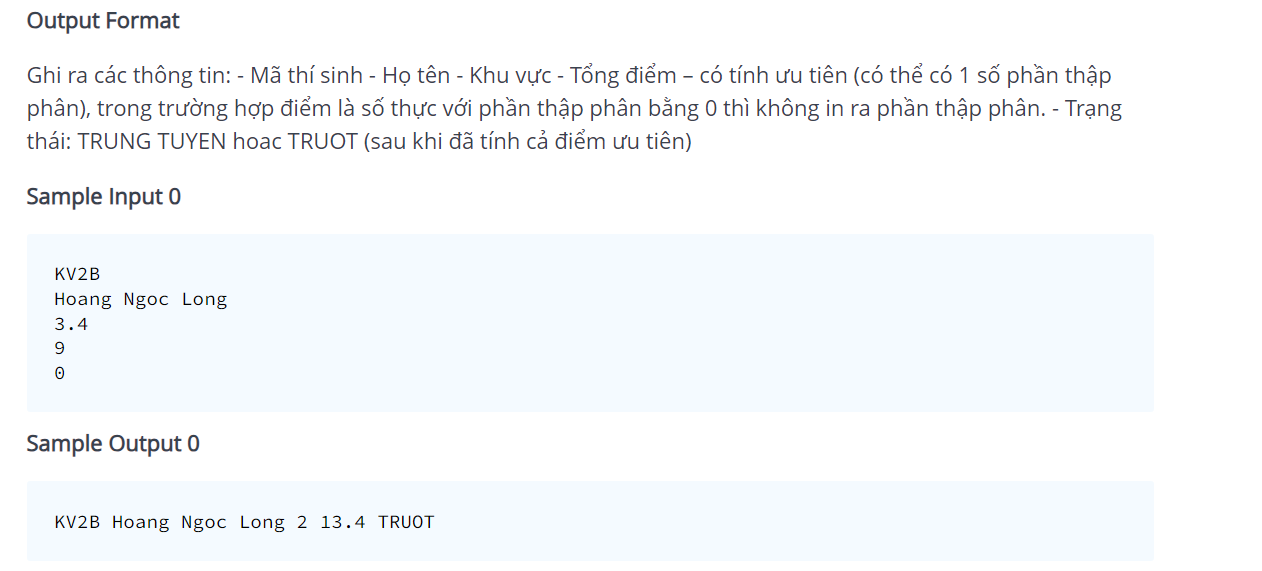 Output Format
Ghi ra các thông tin: - Mã thí sinh - Họ tên - Khu vực - Tổng điểm – có tính ưu tiên (có thể có 1 số phần thập
phân), trong trường hợp điểm là số thực với phần thập phân bằng 0 thì không in ra phần thập phân. - Trạng
thái: TRUNG TUYEN hoac TRUOT (sau khi đã tính cả điểm ưu tiên)
Sample Input 0
KV2B
Hoang Ngoc Long
3.4
9
0
Sample Output 0
KV2B Hoang Ngoc Long 2 13.4 TRUOT